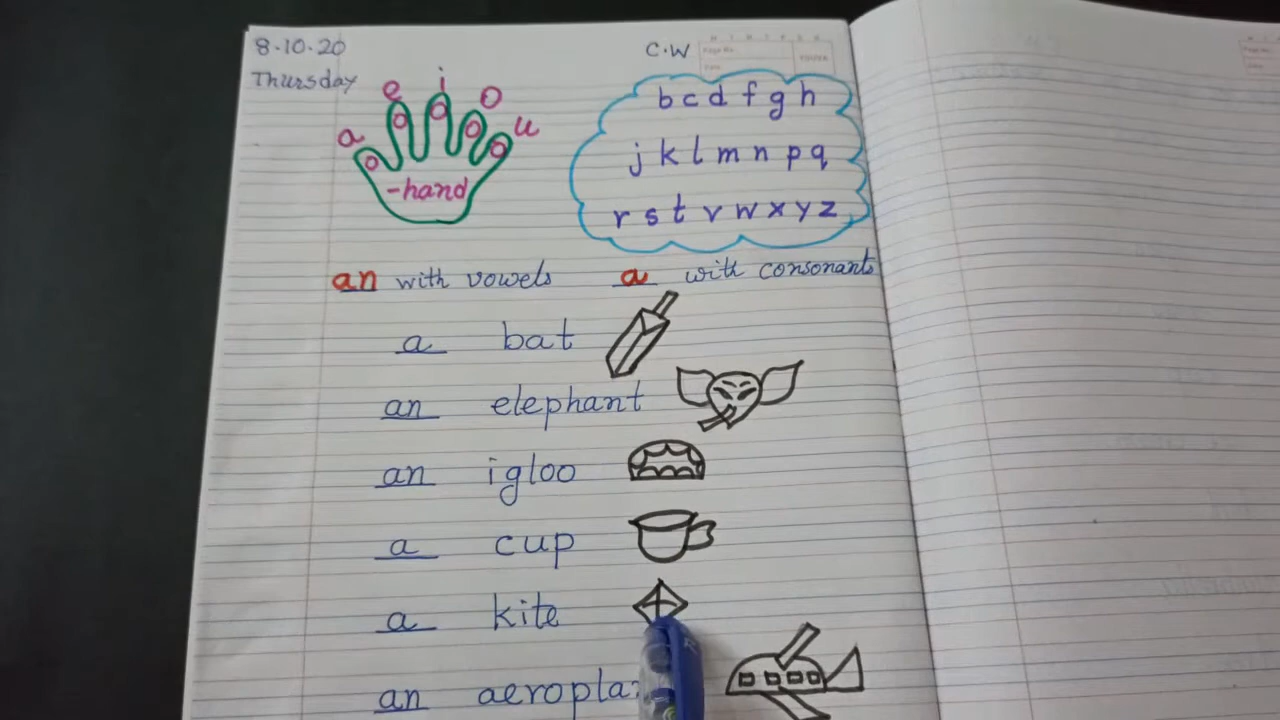 8.10.20
Thursday
C.W
a e i o u
-hand
b c d f g h
j k l m n p q
r s t v w x y z
an with vowels a with consonants
a bat
an elephant
an igloo
a cup
a kite
an